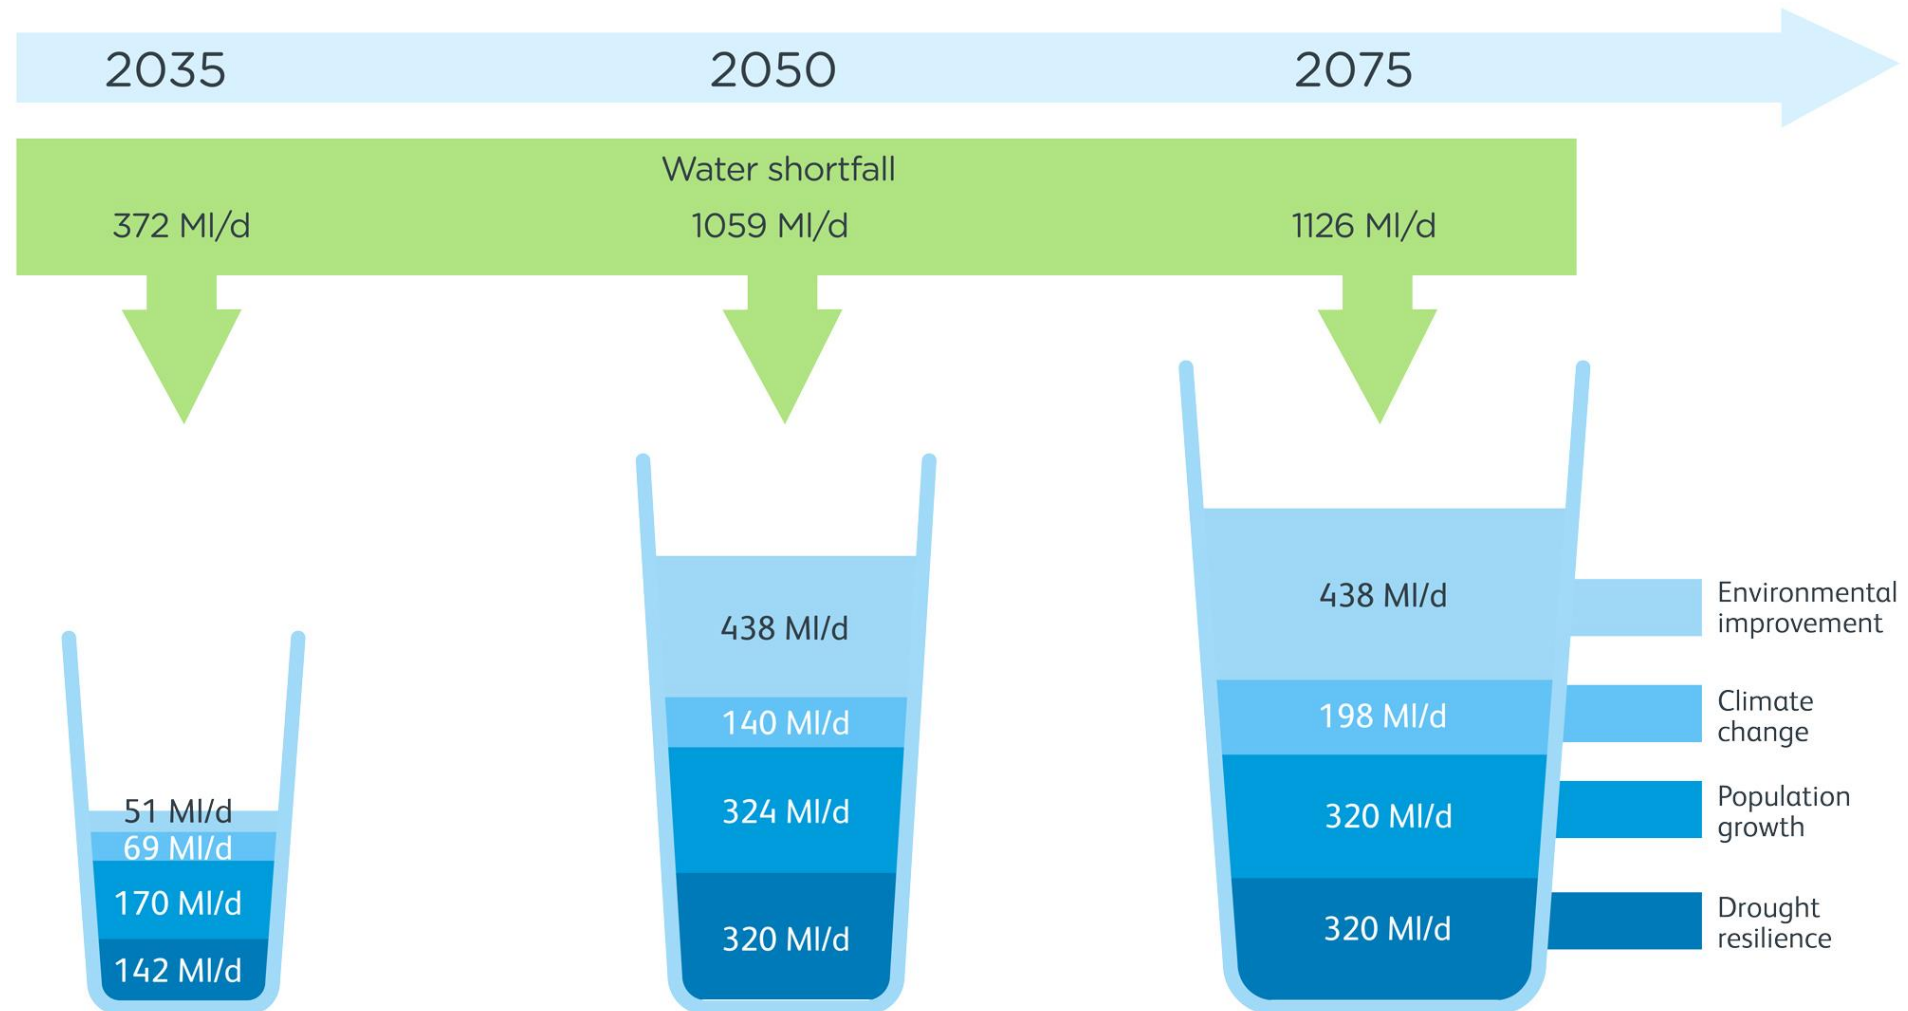 2035
2050
2075
Water shortfall
372 Ml/d
1059 Ml/d
1126 Ml/d
51 Ml/d
69 Ml/d
170 Ml/d
142 Ml/d
438 Ml/d
140 Ml/d
324 Ml/d
320 Ml/d
438 Ml/d
198 Ml/d
320 Ml/d
320 Ml/d
Environmental
improvement
Climate
change
Population
growth
Drought
resilience